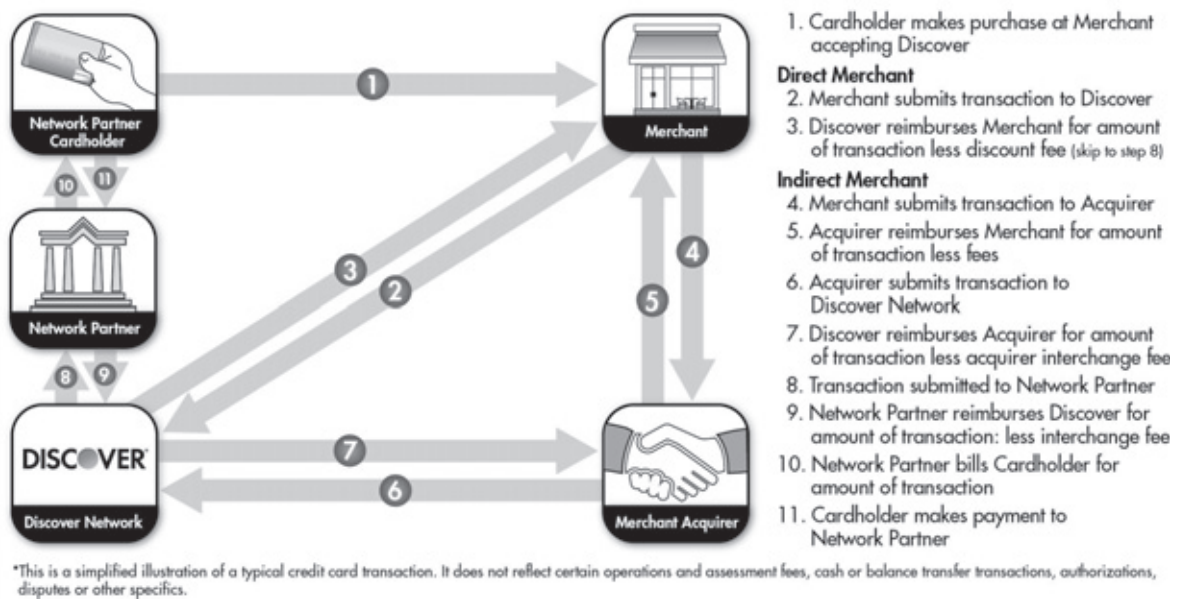 Network Partner
Cardholder
1
Merchant
10
11
Network Partner
3
2
4
5
8
9
DISCOVER
Discover Network
7
6
Merchant Acquirer
1. Cardholder makes purchase at Merchant
accepting Discover
Direct Merchant
2. Merchant submits transaction to Discover
3. Discover reimburses Merchant for amount
of transaction less discount fee (skip to step 8)
Indirect Merchant
4. Merchant submits transaction to Acquirer
5. Acquirer reimburses Merchant for amount
of transaction less fees
6. Acquirer submits transaction to
Discover Network
7. Discover reimburses Acquirer for amount
of transaction less acquirer interchange fee
8. Transaction submitted to Network Partner
9. Network Partner reimburses Discover for
amount of transaction: less interchange fee
10. Network Partner bills Cardholder for
amount of transaction
11. Cardholder makes payment to
Network Partner
*This is a simplified illustration of a typical credit card transaction. It does not reflect certain operations and assessment fees, cash or balance transfer transactions, authorizations,
disputes or other specifics.